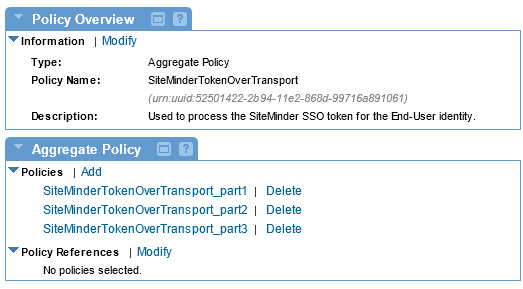 Policy Overview ?
Information | Modify
Type: Aggregate Policy
Policy Name: SiteMinderTokenOverTransport
(urn:uuid:52501422-2b94-11e2-868d-99716a891061)
Description: Used to process the SiteMinder SSO token for the End-User identity.
Aggregate Policy ?
Policies | Add
SiteMinderTokenOverTransport_part1 | Delete
SiteMinderTokenOverTransport_part2 | Delete
SiteMinderTokenOverTransport_part3 | Delete
Policy References | Modify
No policies selected.